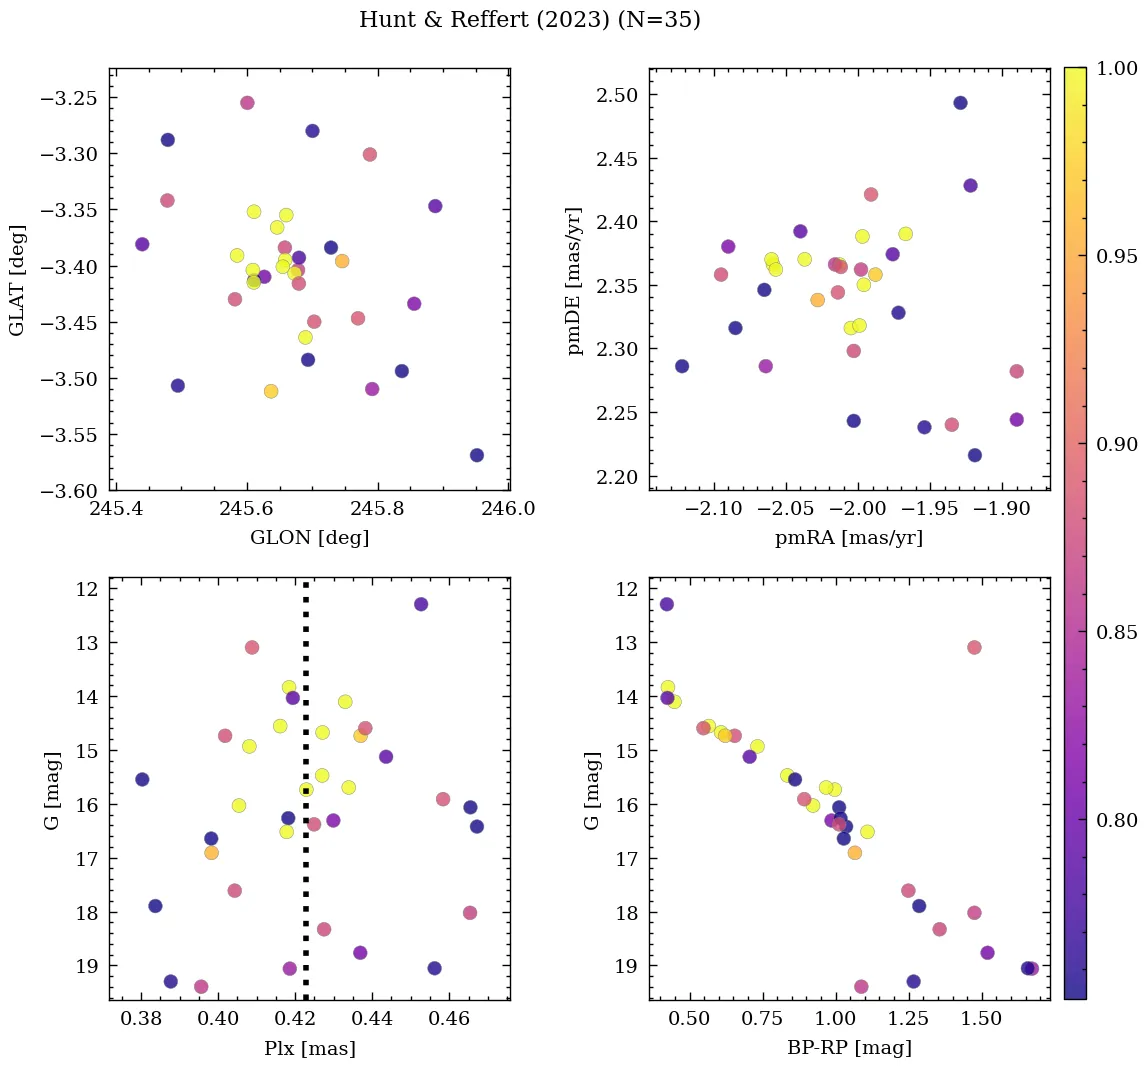 Hunt & Reffert (2023) (N=35)
−3.25
−3.30
−3.35
−3.40
−3.45
−3.50
−3.55
−3.60
GLAT [deg]
245.4 245.6 245.8 246.0
GLON [deg]
2.50
2.45
2.40
2.35
2.30
2.25
2.20
pmDE [mas/yr]
−2.10 −2.05 −2.00 −1.95 −1.90
pmRA [mas/yr]
1.00
0.95
0.90
0.85
0.80
12
13
14
15
16
17
18
19
G [mag]
0.38 0.40 0.42 0.44 0.46
Plx [mas]
12
13
14
15
16
17
18
19
G [mag]
0.50 0.75 1.00 1.25 1.50
BP-RP [mag]